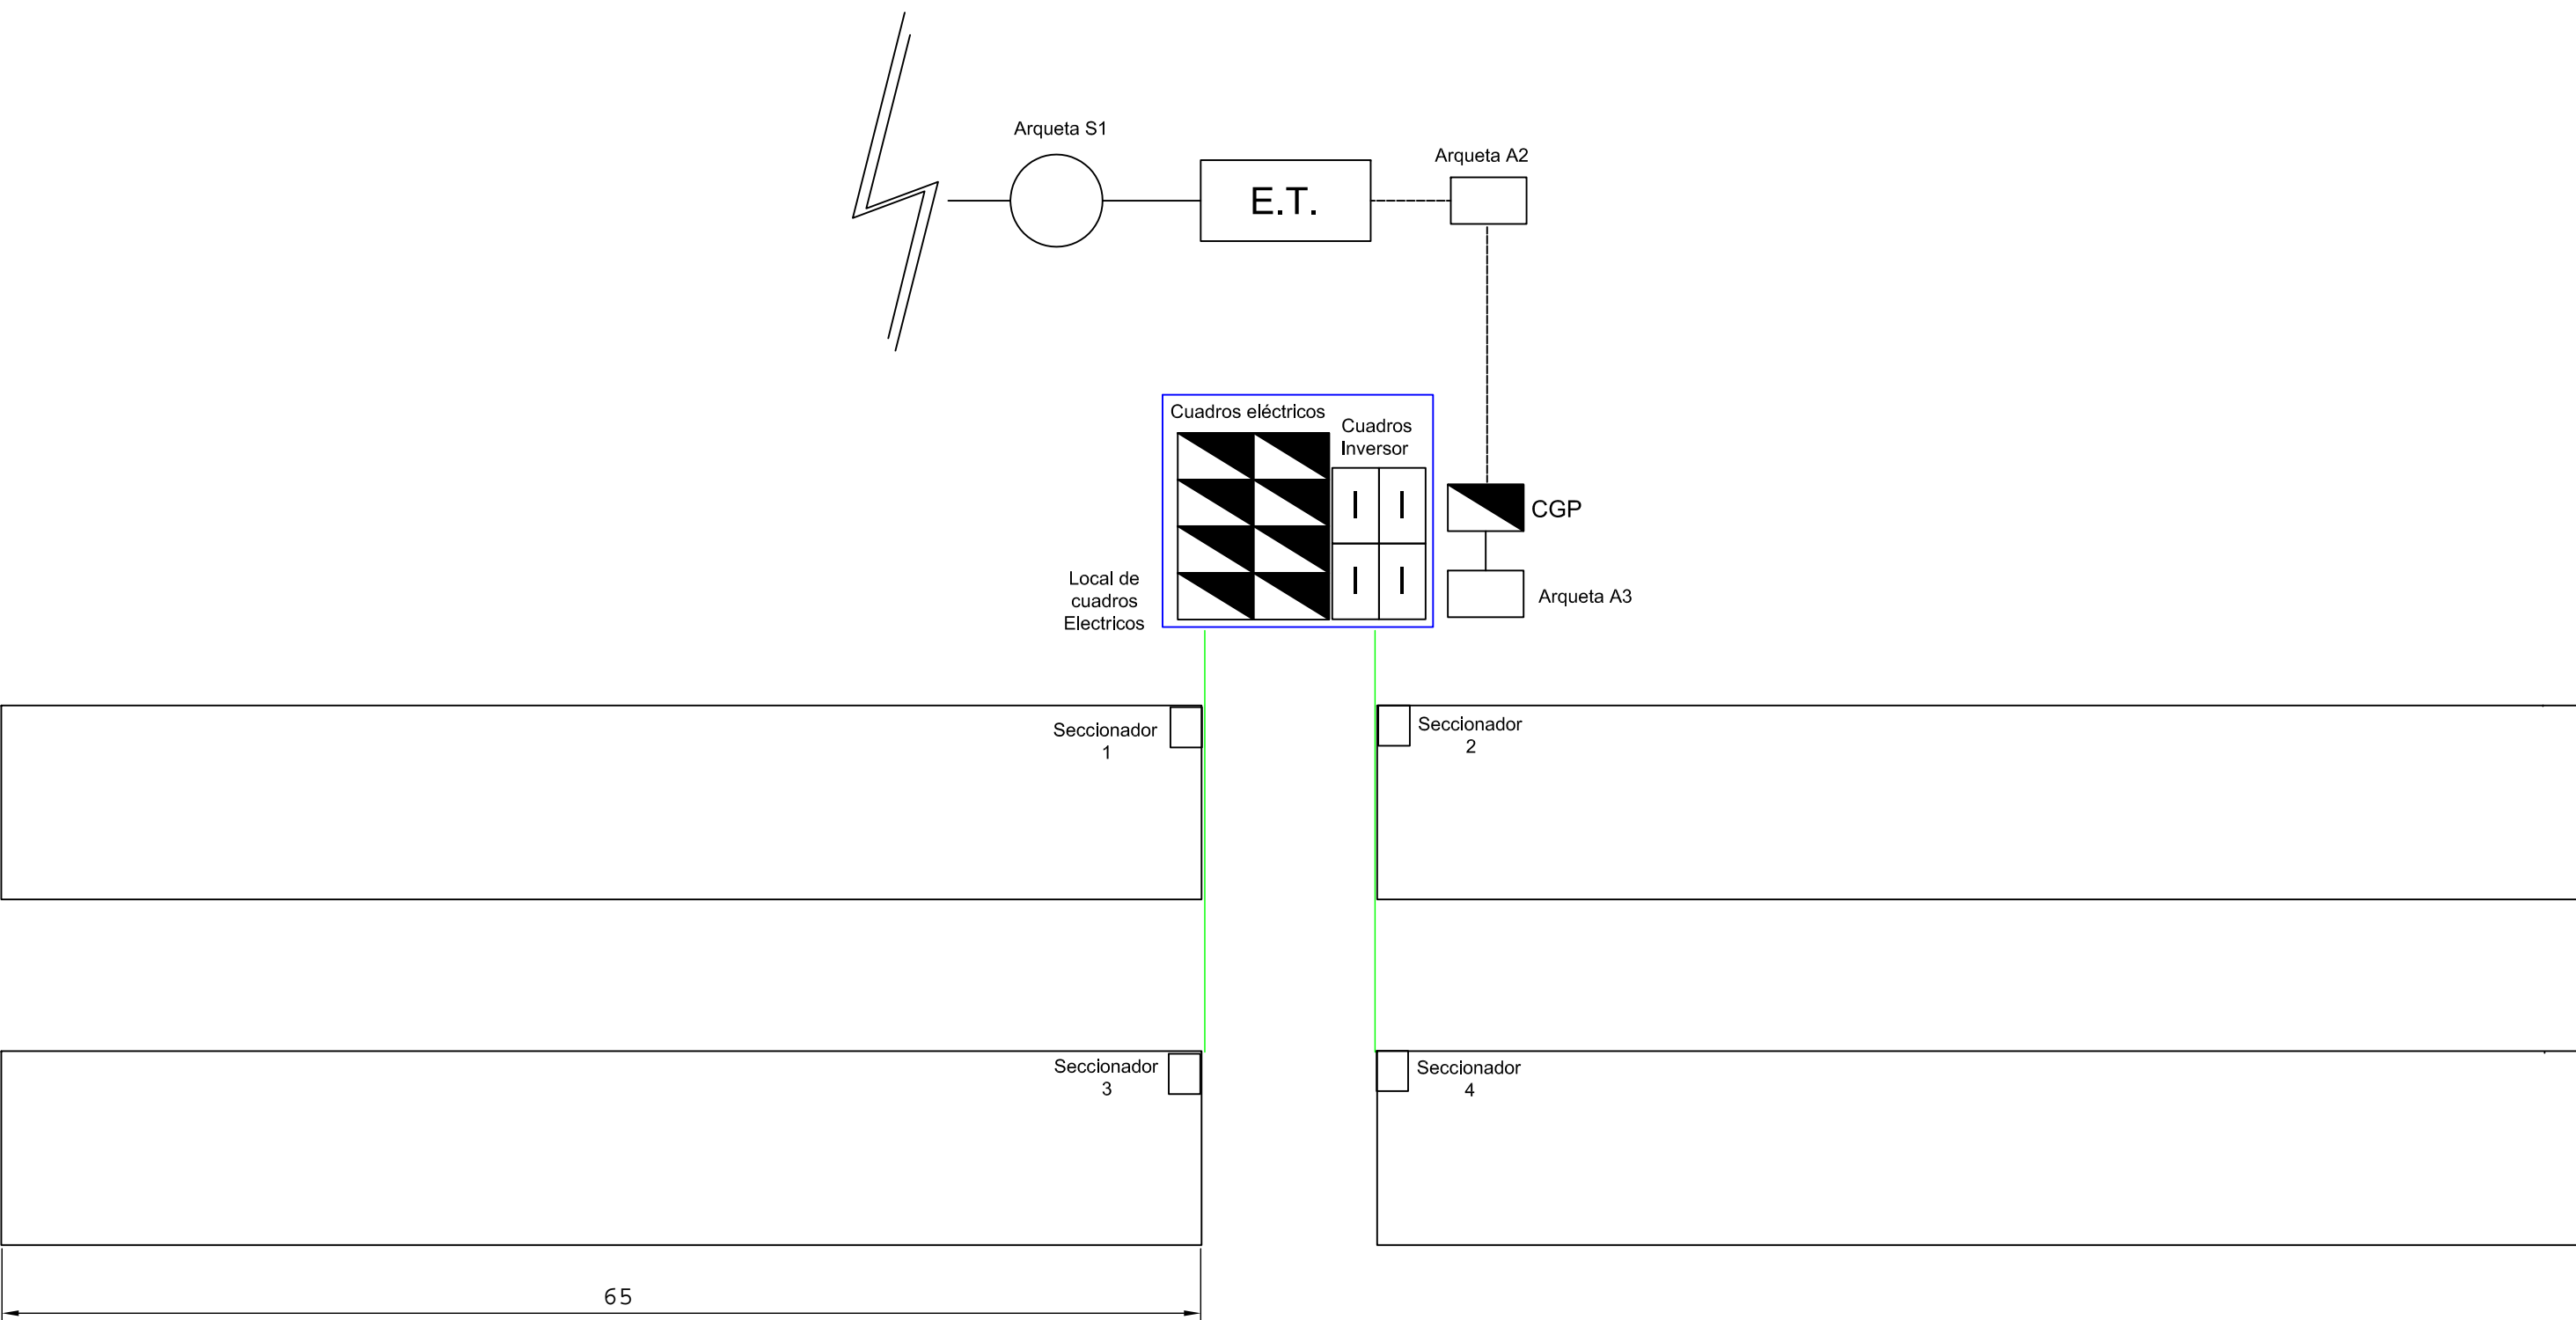 Arqueta S1
Arqueta A2
E.T.
Cuadros eléctricos
Cuadros
Inversor
I I
I I
CGP
Local de
cuadros
Electricos
Arqueta A3
Seccionador
1
Seccionador
2
Seccionador
3
Seccionador
4
65